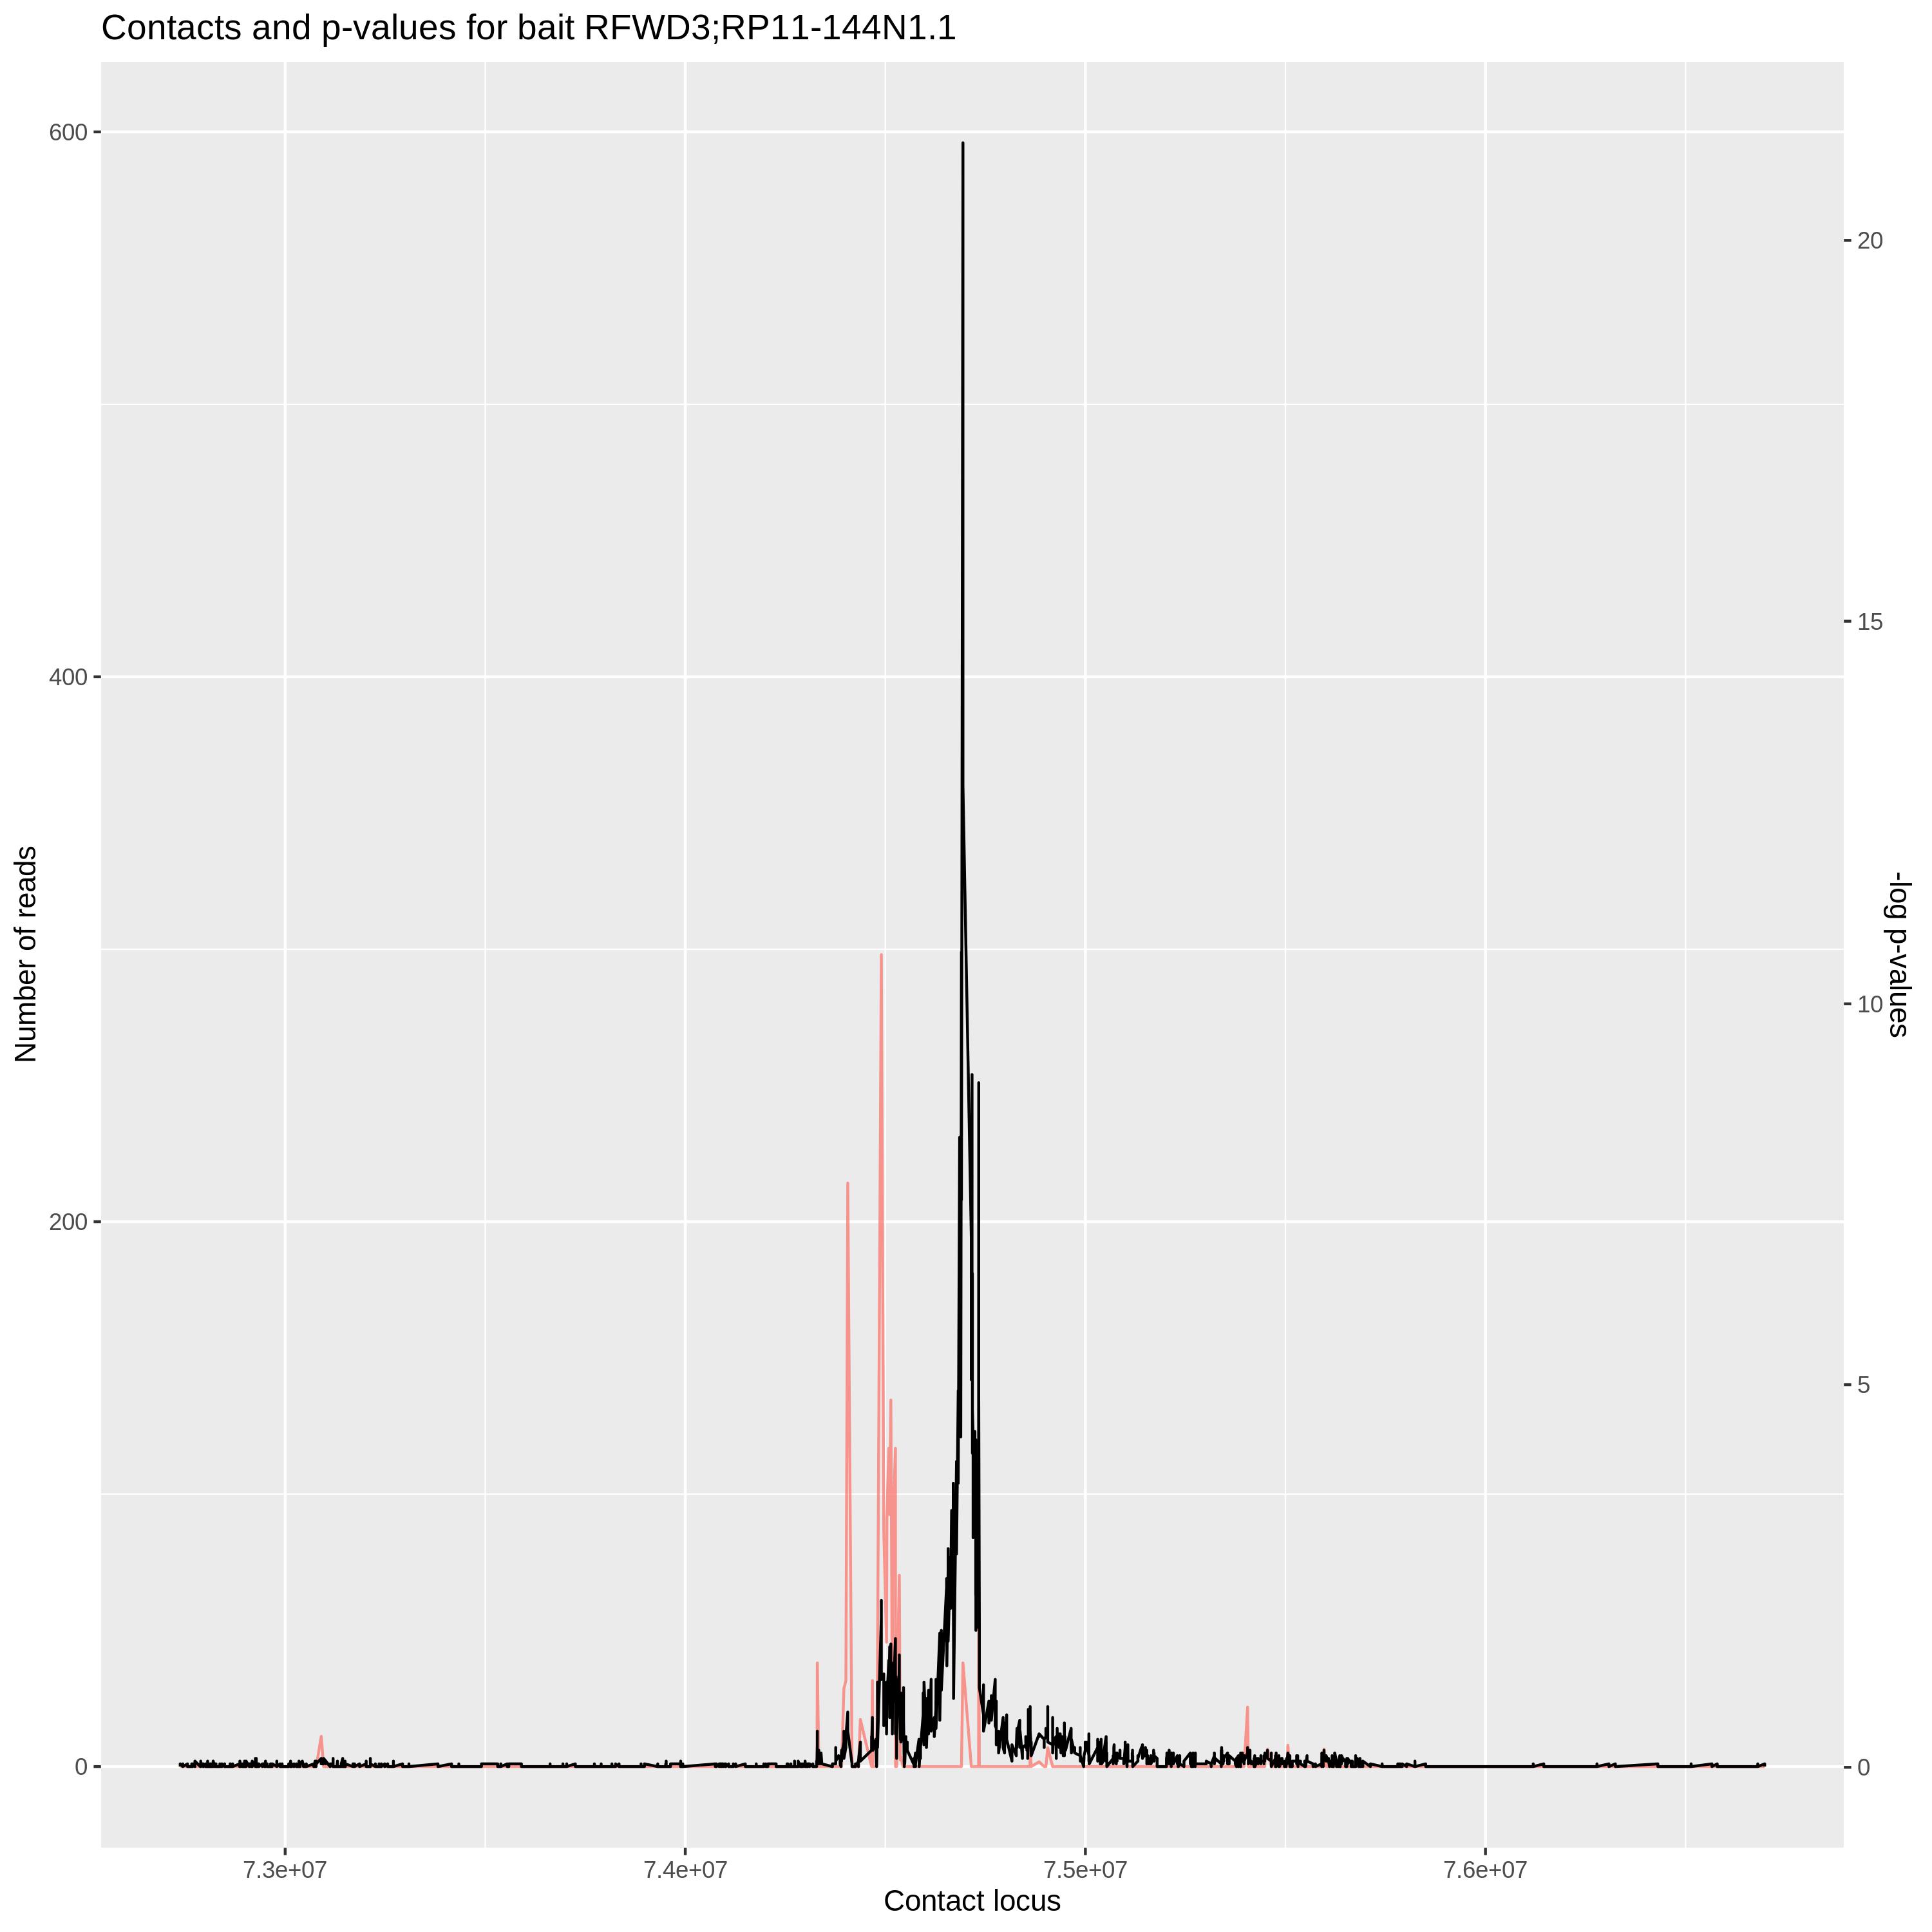 Contacts and p-values for bait RFWD3;RP11-144N1.1
600
400
200
0
Number of reads
20
15
10
5
0
-log p-values
7.3e+07
7.4e+07
7.5e+07
7.6e+07
Contact locus